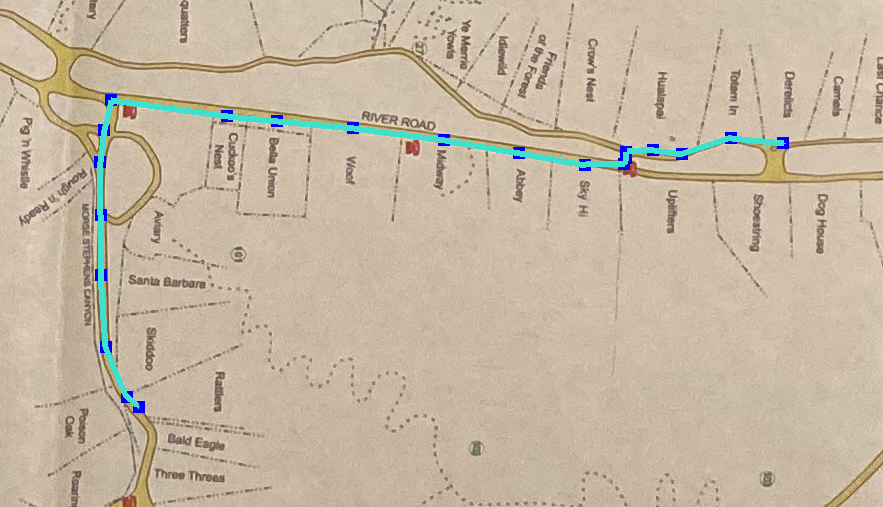 Ye Merrie
Yowls
Idlewild
Friends
of the Forest
Crow's Nest
Hualapai
Totem In
Derelicts
Camels
Last Chance
27
RIVER ROAD
Pig 'n Whistle
Rough 'n Ready
Cuckoo's
Nest
Bella Union
Woof
Midway
Abbey
Sky Hi
Uplifters
Shoestring
Dog House
MORSE STEPHENS CANYON
Aviary
101
Santa Barbara
Skiddoo
Rattlers
Poison
Oak
Bald Eagle
Three Threes